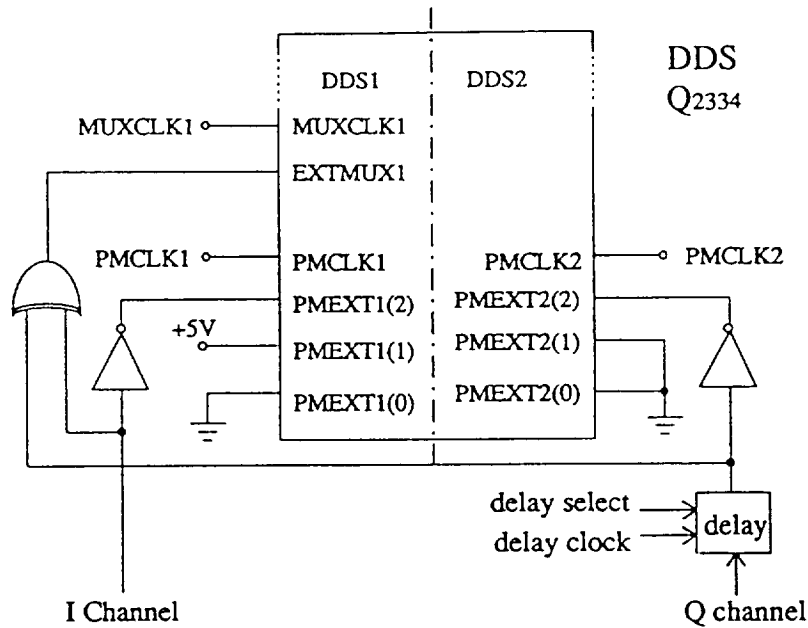 DDS
Q2334
DDS1
DDS2
MUXCLK1
MUXCLK1
EXTMUX1
PMCLK1
PMCLK1
PMCLK2
PMCLK2
PMEXT1(2)
PMEXT2(2)
+5V
PMEXT1(1)
PMEXT2(1)
PMEXT1(0)
PMEXT2(0)
delay select
delay clock
delay
I Channel
Q channel